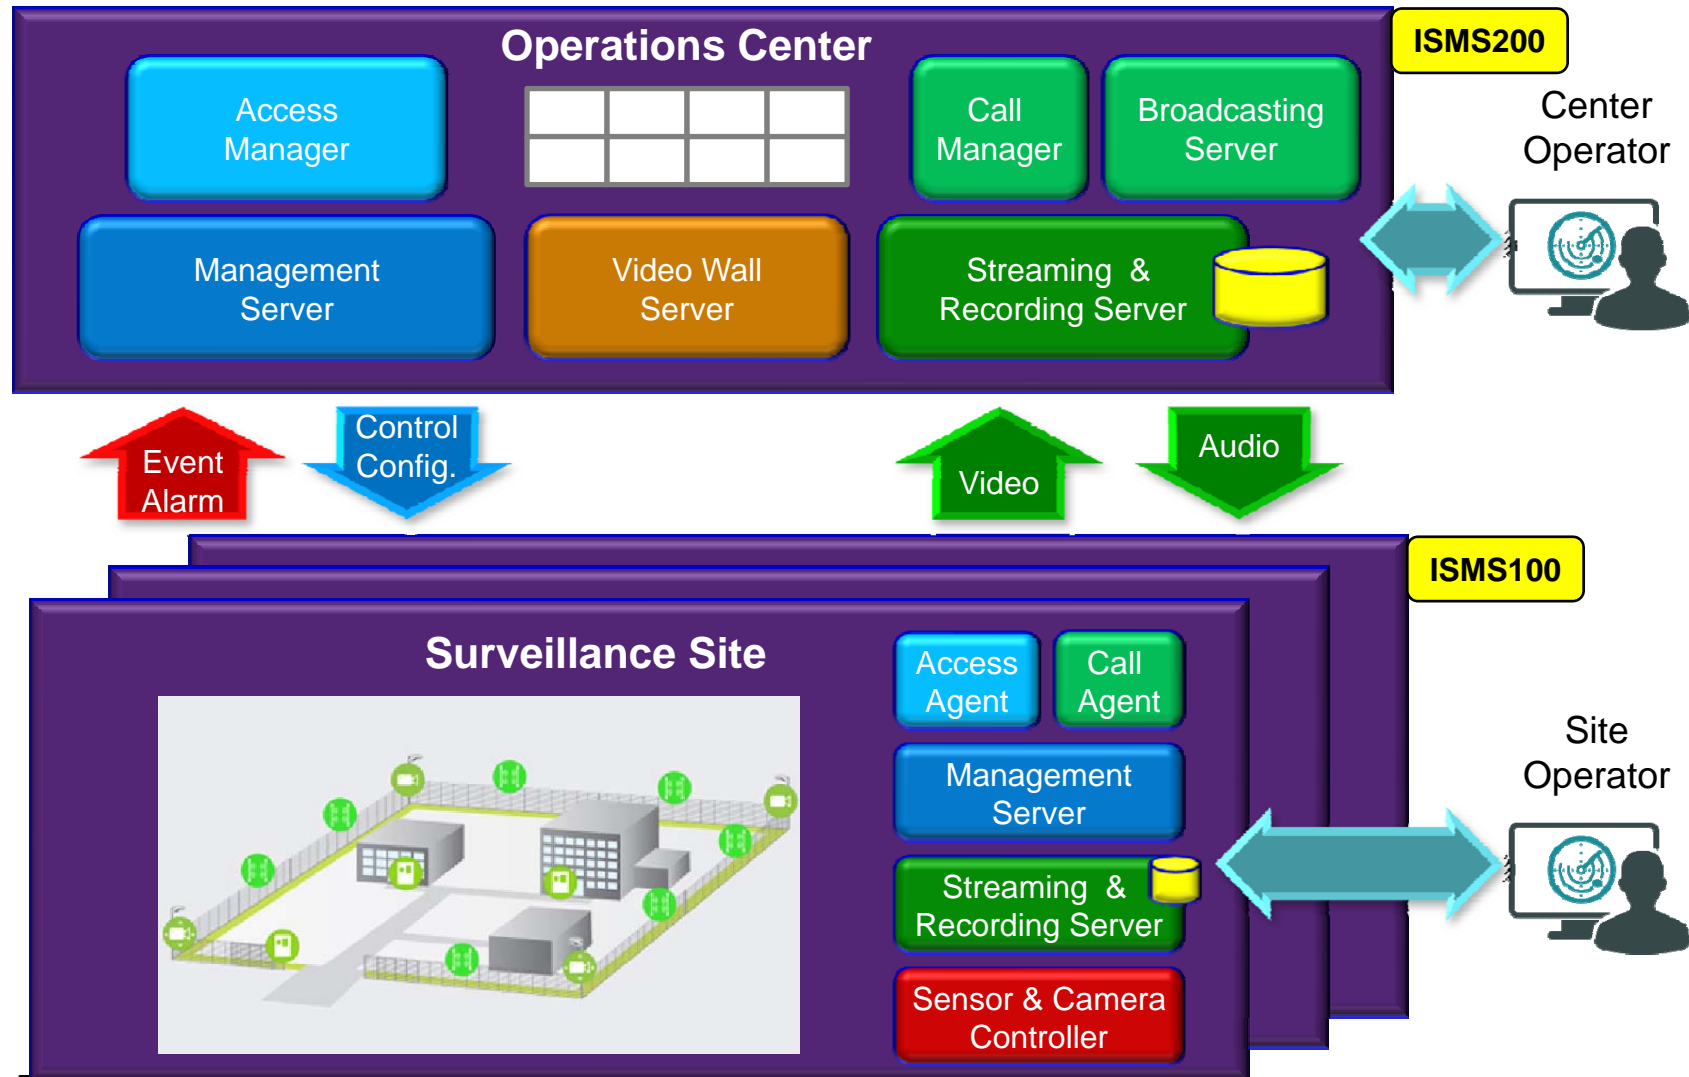 Operations Center
ISMS200
Access
Manager
Call
Manager
Broadcasting
Server
Center
Operator
Management
Server
Video Wall
Server
Streaming &
Recording Server
Event
Alarm
Control
Config.
Video
Audio
ISMS100
Surveillance Site
Access
Agent
Call
Agent
Management
Server
Streaming &
Recording Server
Sensor & Camera
Controller
Site
Operator